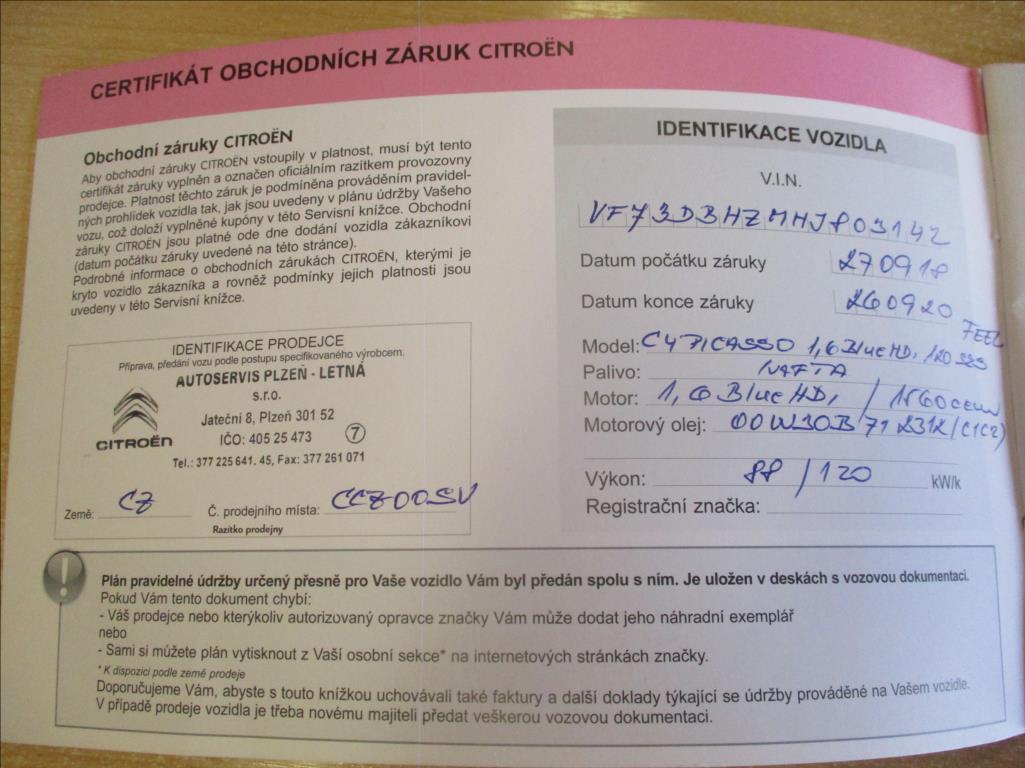 CERTIFIKÁT OBCHODNÍCH ZÁRUK CITROËN
Obchodní záruky CITROËN
Aby obchodní záruky CITROËN vstoupily v platnost, musí být tento
certifikát záruky vyplněn a označen oficiálním razítkem provozovny
prodejce. Platnost těchto záruk je podmíněna prováděním pravidel-
ných prohlídek vozidla tak, jak jsou uvedeny v plánu údržby Vašeho
vozu, což doloží vyplněné kupóny v této Servisní knížce. Obchodní
záruky CITROËN jsou platné ode dne dodání vozidla zákazníkovi
(datum počátku záruky uvedené na této stránce).
Podrobné informace o obchodních zárukách CITROËN, kterými je
kryto vozidlo zákazníka a rovněž podmínky jejich platnosti jsou
uvedeny v této Servisní knížce.
IDENTIFIKACE PRODEJCE
Příprava, předání vozu podle postupu specifikovaného výrobcem.
AUTOSERVIS PLZEŇ - LETNÁ
s.r.o.
Jateční 8, Plzeň 301 52
IČO: 405 25 473 7
Tel.: 377 225 641. 45, Fax: 377 261 071
CITROËN
Země: CZ Č. prodejního místa: CCZ00SV
Razítko prodejny
IDENTIFIKACE VOZIDLA
V.I.N.
VF73DBHZMHJ803142
Datum počátku záruky 270918
Datum konce záruky 260920
FEEL
Model: C4 PICASSO 1,6 BlueHDi 120 S&S
Palivo: NAFTA
Motor: 1,6 BlueHDi / 1560 ccm
Motorový olej: 00W30B71 2312 (C1C2)
Výkon: 88 / 120 kW/k
Registrační značka:
Plán pravidelné údržby určený přesně pro Vaše vozidlo Vám byl předán spolu s ním. Je uložen v deskách s vozovou dokumentaci.
Pokud Vám tento dokument chybí:
- Váš prodejce nebo kterýkoliv autorizovaný opravce značky Vám může dodat jeho náhradní exemplář
nebo
- Sami si můžete plán vytisknout z Vaší osobní sekce* na internetových stránkách značky.
* K dispozici podle země prodeje
Doporučujeme Vám, abyste s touto knížkou uchovávali také faktury a další doklady týkající se údržby prováděné na Vašem vozidle.
V případě prodeje vozidla je třeba novému majiteli předat veškerou vozovou dokumentaci.